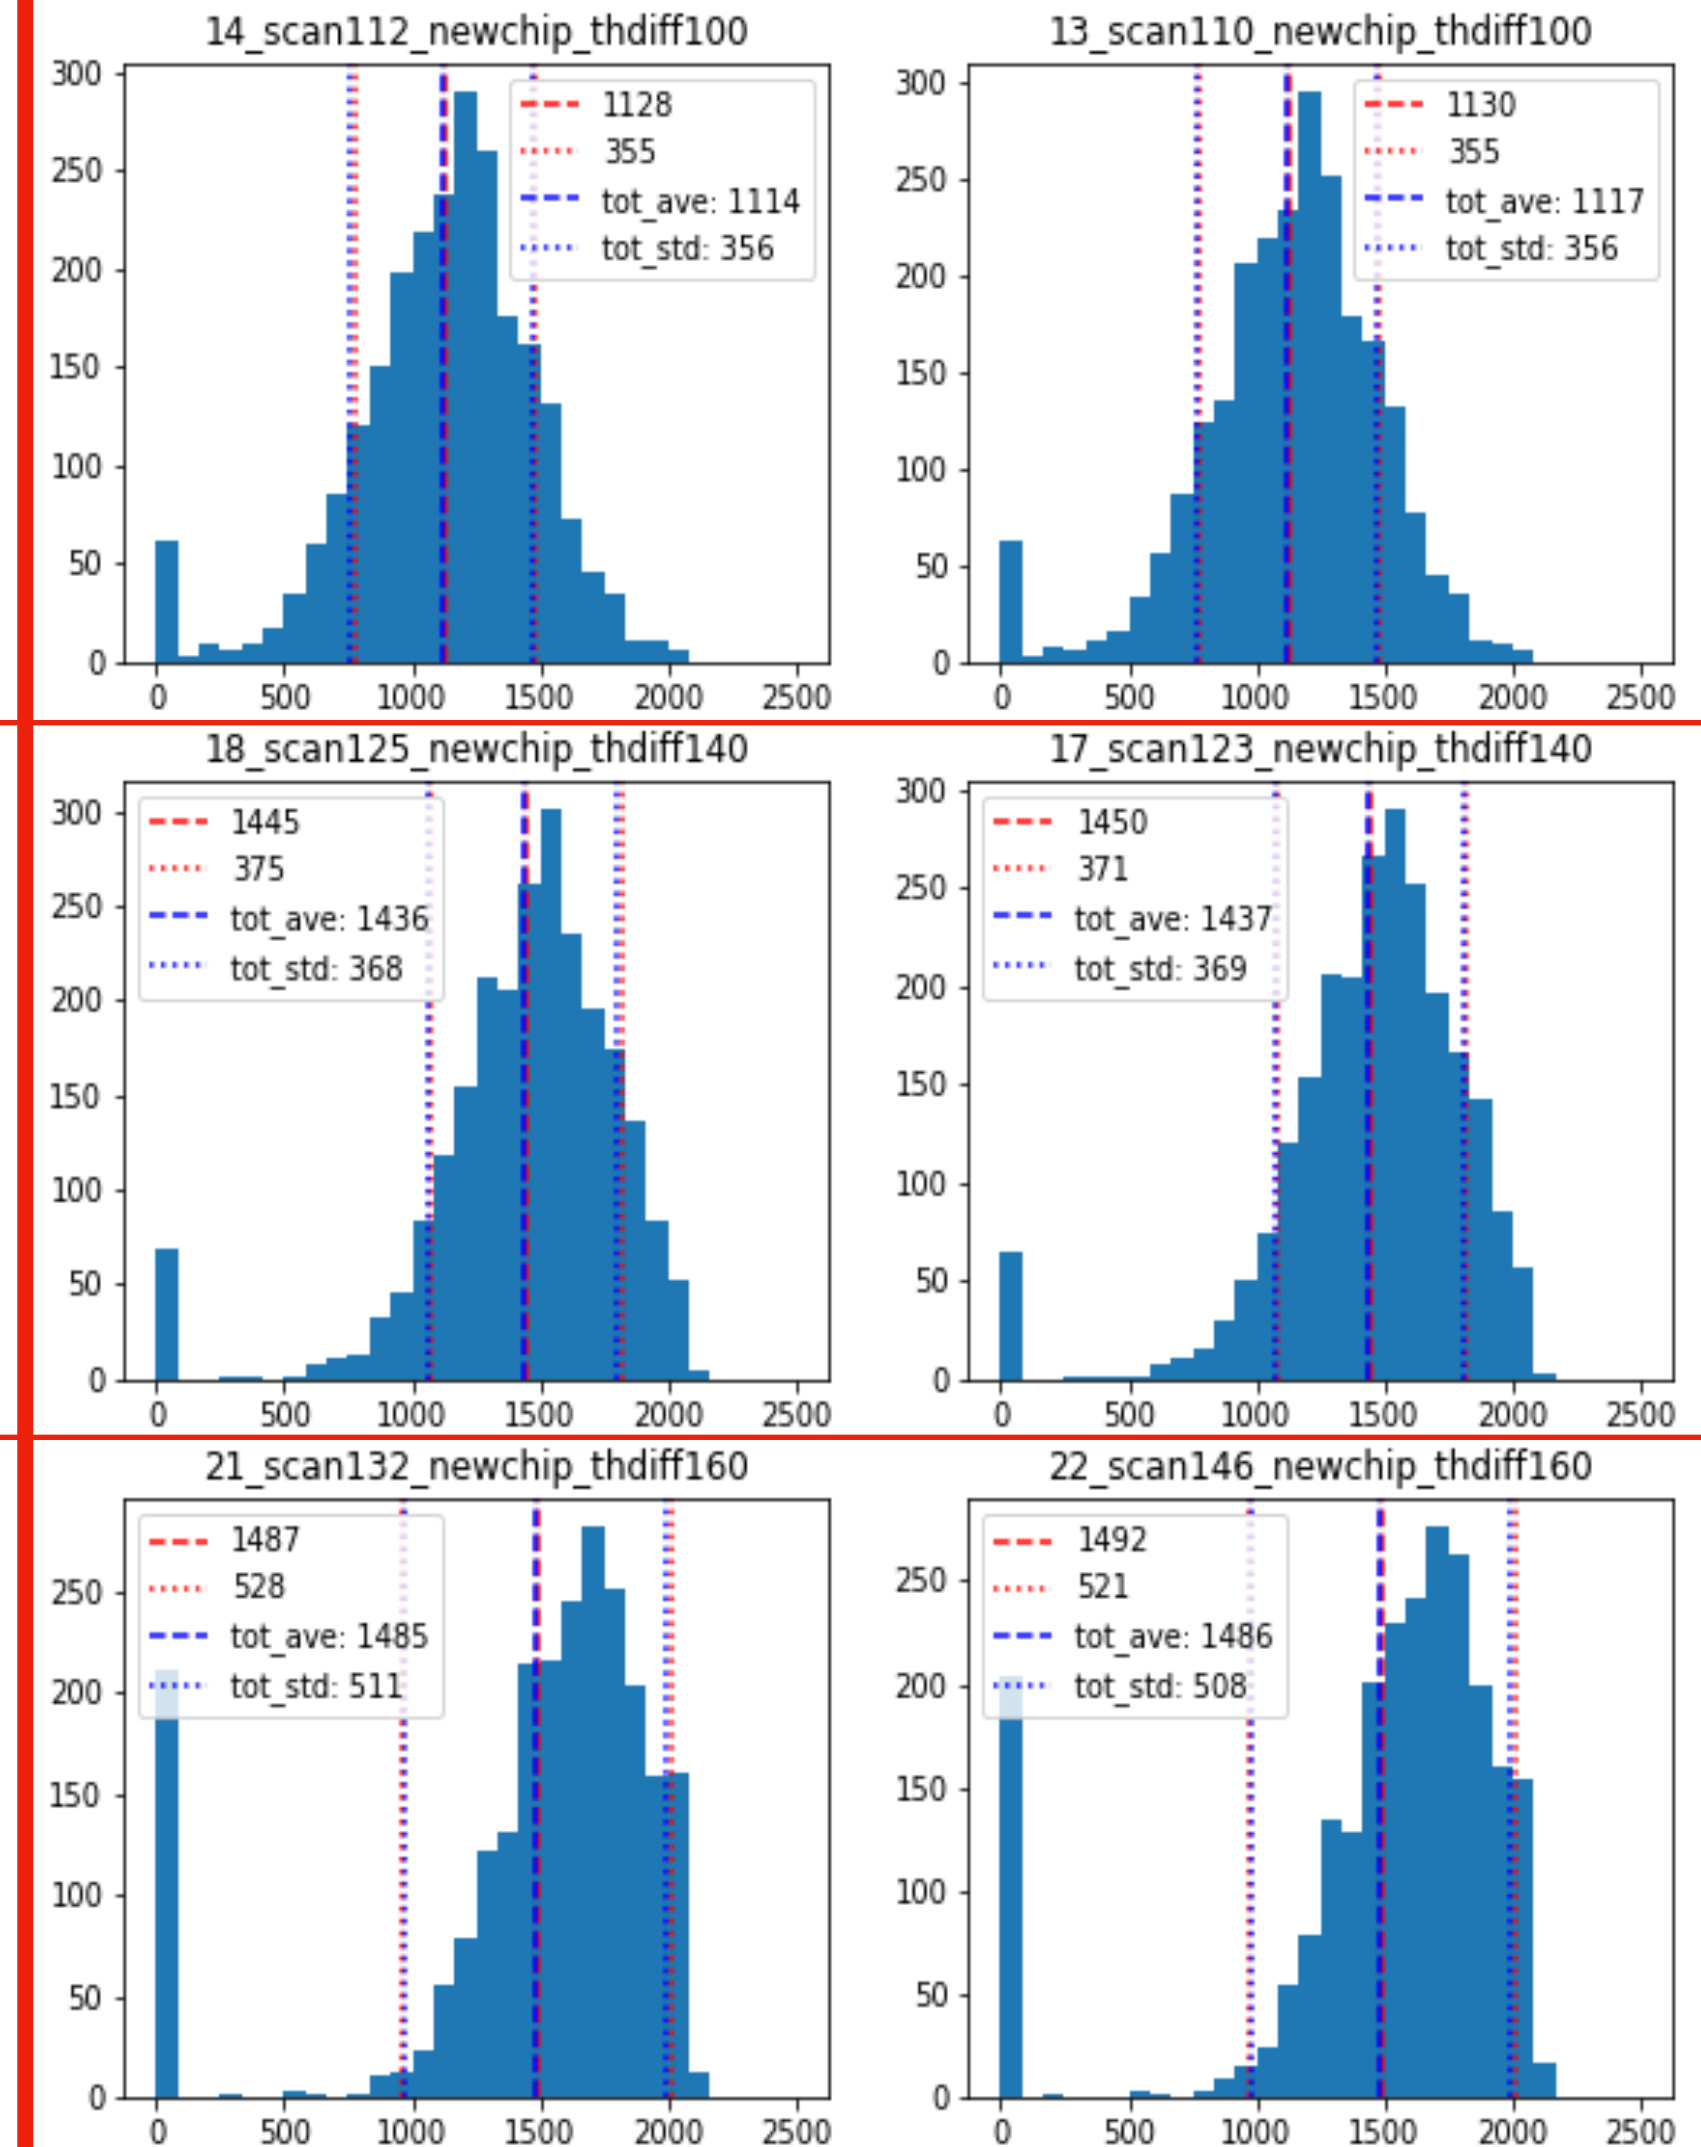 14_scan112_newchip_thdiff100
300
250
200
150
100
50
0
0 500 1000 1500 2000 2500
1128
355
tot_ave: 1114
tot_std: 356
13_scan110_newchip_thdiff100
300
250
200
150
100
50
0
0 500 1000 1500 2000 2500
1130
355
tot_ave: 1117
tot_std: 356
18_scan125_newchip_thdiff140
300
250
200
150
100
50
0
0 500 1000 1500 2000 2500
1445
375
tot_ave: 1436
tot_std: 368
17_scan123_newchip_thdiff140
300
250
200
150
100
50
0
0 500 1000 1500 2000 2500
1450
371
tot_ave: 1437
tot_std: 369
21_scan132_newchip_thdiff160
250
200
150
100
50
0
0 500 1000 1500 2000 2500
1487
528
tot_ave: 1485
tot_std: 511
22_scan146_newchip_thdiff160
250
200
150
100
50
0
0 500 1000 1500 2000 2500
1492
521
tot_ave: 1486
tot_std: 508